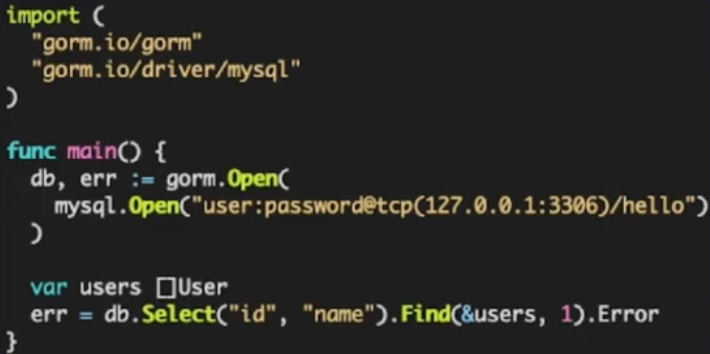 import (
  "gorm.io/gorm"
  "gorm.io/driver/mysql"
)
func main() {
  db, err := gorm.Open(
    mysql.Open("user:password@tcp(127.0.0.1:3306)/hello")
  )
  var users []User
  err = db.Select("id", "name").Find(&users, 1).Error
}